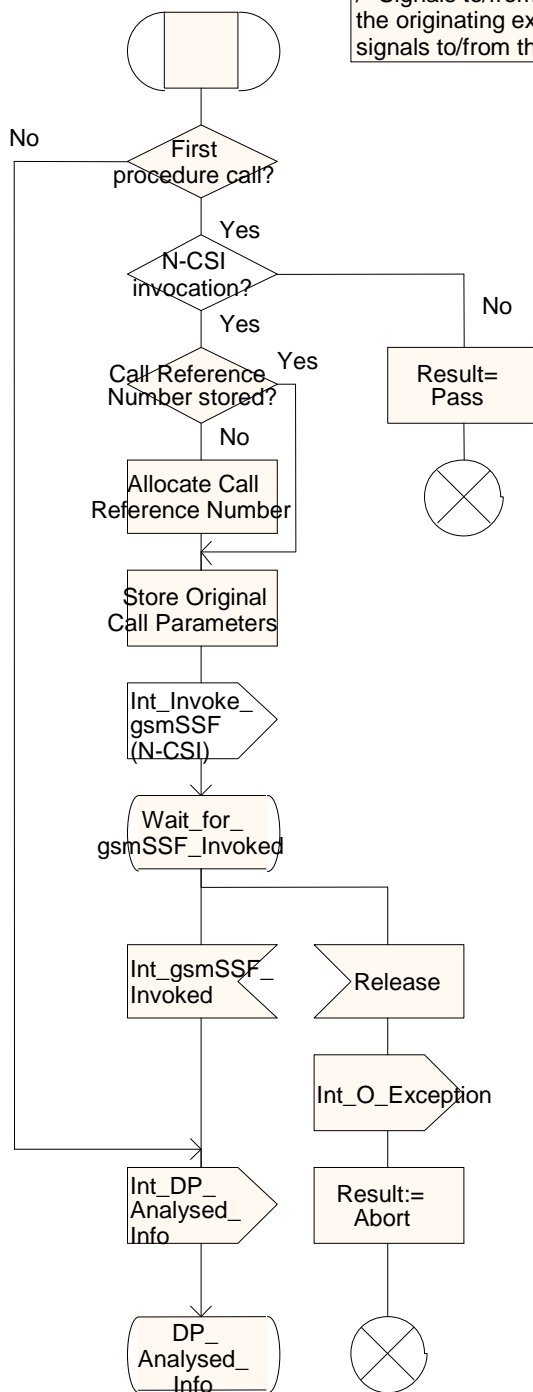 /* Signals to/from
the originating ex
signals to/from th
No
First
procedure call?
Yes
N-CSI
invocation?
No
Yes
Call Reference
Number stored?
Yes
Result=
Pass
No
Allocate Call
Reference Number
Store Original
Call Parameters
Int_Invoke_
gsmSSF
(N-CSI)
Wait_for_
gsmSSF_Invoked
Int_gsmSSF_
Invoked
Release
Int_O_Exception
Int_DP_
Analysed_
Info
Result:=
Abort
DP_
Analysed_
Info